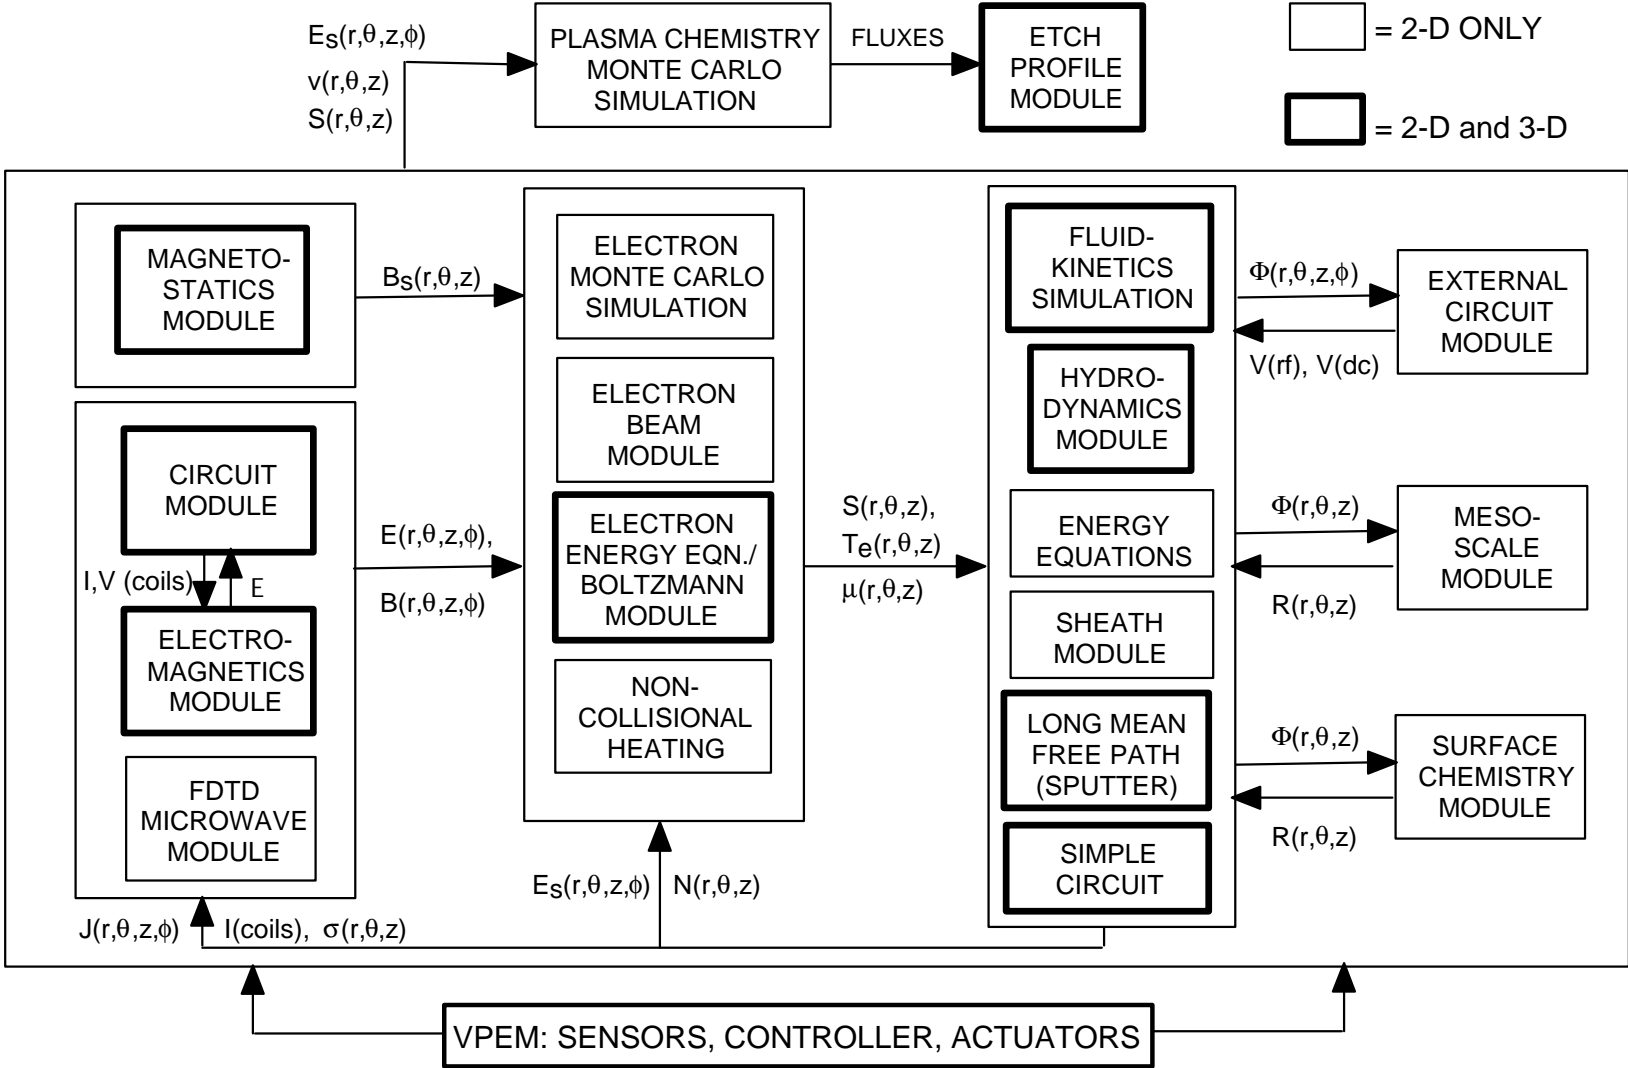 Es(r,θ,z,ϕ)
v(r,θ,z)
S(r,θ,z)
PLASMA CHEMISTRY
MONTE CARLO
SIMULATION
FLUXES
ETCH
PROFILE
MODULE
= 2-D ONLY
= 2-D and 3-D
MAGNETO-
STATICS
MODULE
Bs(r,θ,z)
CIRCUIT
MODULE
I,V (coils)
E
ELECTRO-
MAGNETICS
MODULE
FDTD
MICROWAVE
MODULE
E(r,θ,z,ϕ),
B(r,θ,z,ϕ)
ELECTRON
MONTE CARLO
SIMULATION
ELECTRON
BEAM
MODULE
ELECTRON
ENERGY EQN./
BOLTZMANN
MODULE
NON-
COLLISIONAL
HEATING
S(r,θ,z),
Te(r,θ,z)
μ(r,θ,z)
FLUID-
KINETICS
SIMULATION
HYDRO-
DYNAMICS
MODULE
ENERGY
EQUATIONS
SHEATH
MODULE
LONG MEAN
FREE PATH
(SPUTTER)
SIMPLE
CIRCUIT
Φ(r,θ,z,ϕ)
V(rf), V(dc)
EXTERNAL
CIRCUIT
MODULE
Φ(r,θ,z)
R(r,θ,z)
MESO-
SCALE
MODULE
Φ(r,θ,z)
R(r,θ,z)
SURFACE
CHEMISTRY
MODULE
J(r,θ,z,ϕ)
I(coils), σ(r,θ,z)
Es(r,θ,z,ϕ)
N(r,θ,z)
VPEM: SENSORS, CONTROLLER, ACTUATORS